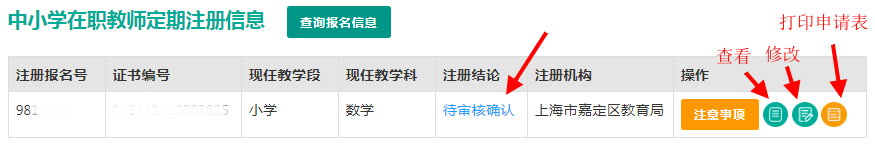 中小学在职教师定期注册信息 查询报名信息
打印申请表
查看 修改
注册报名号 证书编号 现任教学段 现任教学科 注册结论 注册机构 操作
981 小学 数学 待审核确认 上海市嘉定区教育局 注意事项